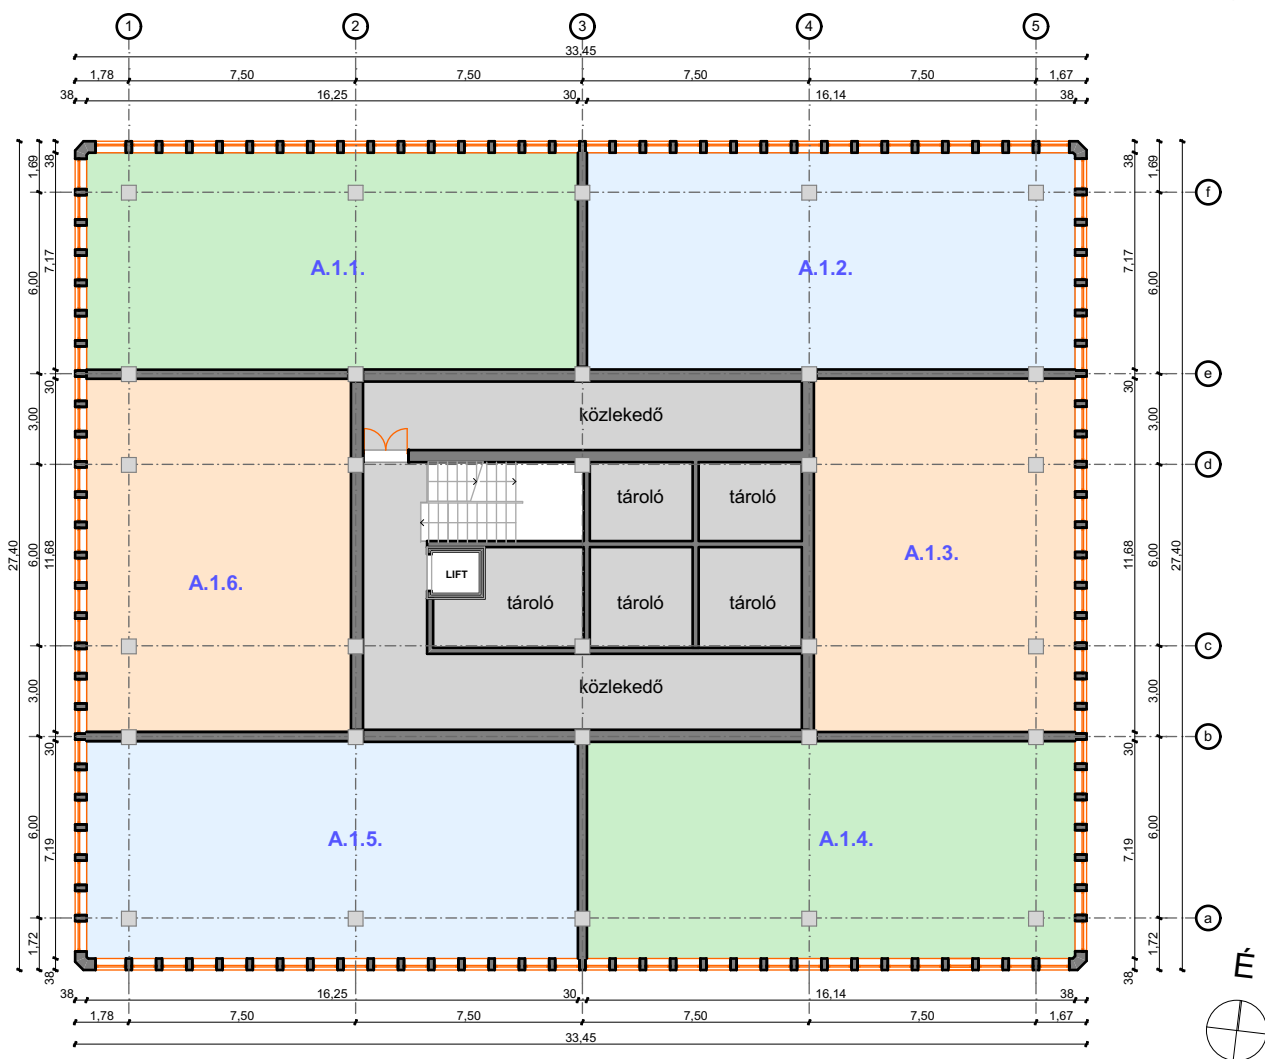 1 2 3 4 5
33,45
1,78 7,50 7,50 7,50 7,50 1,67
38 16,25 30 16,14 38
1.69 38 38 1.69
f
A.1.1. A.1.2.
6.00 7.17 7.17 6.00
e
30 30
3.00 3.00
közlekedő
d
tároló tároló
27,40 6.00 11.68 11.68 6.00 27,40
A.1.3.
LIFT
A.1.6.
tároló tároló tároló
c
3.00 3.00
közlekedő
b
30 30
6.00 7.19 7.19 6.00
A.1.5. A.1.4.
a
1.72 38 38 1.72
É
38 16,25 30 16,14 38
1,78 7,50 7,50 7,50 7,50 1,67
33,45